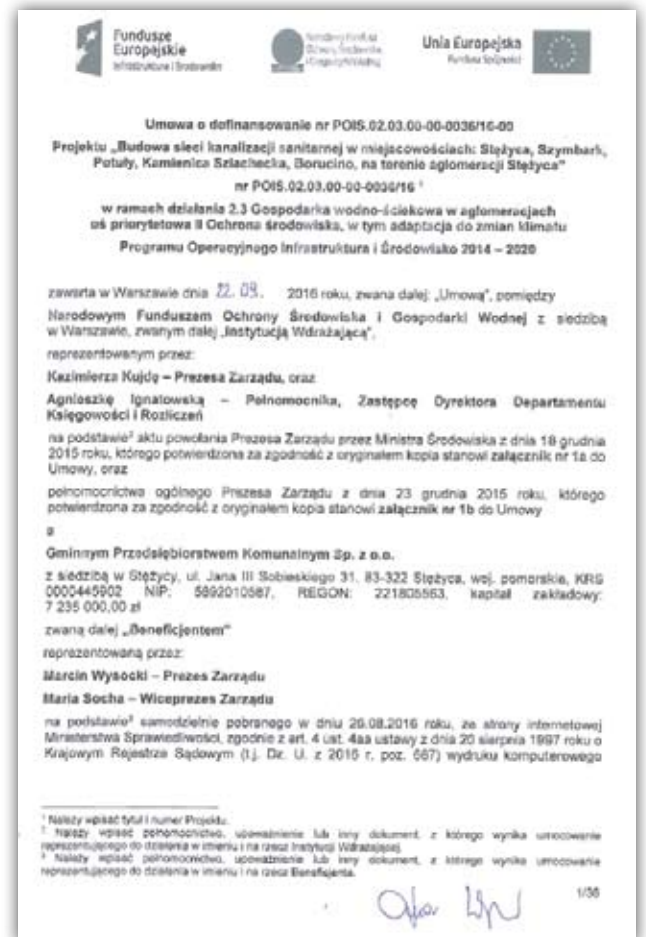 Fundusze
Europejskie
Infrastruktura i Środowisko
Narodowy Fundusz
Ochrony Środowiska
i Gospodarki Wodnej
Unia Europejska
Fundusz Spójności
Umowa o dofinansowanie nr POIS.02.03.00-00-0036/16-00
Projektu „Budowa sieci kanalizacji sanitarnej w miejscowościach: Stężyca, Szymbark,
Potuły, Kamienica Szlachecka, Borucino, na terenie aglomeracji Stężyca”
nr POIS.02.03.00-00-0036/16 ¹
w ramach działania 2.3 Gospodarka wodno-ściekowa w aglomeracjach
oś priorytetowa II Ochrona środowiska, w tym adaptacja do zmian klimatu
Programu Operacyjnego Infrastruktura i Środowisko 2014 – 2020
zawarta w Warszawie dnia 22. 09. 2016 roku, zwana dalej: „Umową”, pomiędzy
Narodowym Funduszem Ochrony Środowiska i Gospodarki Wodnej z siedzibą
w Warszawie, zwanym dalej „Instytucją Wdrażającą”,
reprezentowanym przez:
Kazimierza Kujdę – Prezesa Zarządu, oraz
Agnieszkę Ignatowską – Pełnomocnika, Zastępcę Dyrektora Departamentu
Księgowości i Rozliczeń
na podstawie² aktu powołania Prezesa Zarządu przez Ministra Środowiska z dnia 18 grudnia
2015 roku, którego potwierdzona za zgodność z oryginałem kopia stanowi załącznik nr 1a do
Umowy, oraz
pełnomocnictwa ogólnego Prezesa Zarządu z dnia 23 grudnia 2015 roku, którego
potwierdzona za zgodność z oryginałem kopia stanowi załącznik nr 1b do Umowy
a
Gminnym Przedsiębiorstwem Komunalnym Sp. z o.o.
z siedzibą w Stężycy, ul. Jana III Sobieskiego 31, 83-322 Stężyca, woj. pomorskie, KRS
0000445902 NIP: 5892010587, REGON: 221805563, kapitał zakładowy:
7 235 000,00 zł
zwaną dalej „Beneficjentem”
reprezentowaną przez:
Marcin Wysocki – Prezes Zarządu
Maria Socha – Wiceprezes Zarządu
na podstawie³ samodzielnie pobranego w dniu 26.08.2016 roku, ze strony internetowej
Ministerstwa Sprawiedliwości, zgodnie z art. 4 ust. 4aa ustawy z dnia 20 sierpnia 1997 roku o
Krajowym Rejestrze Sądowym (t.j. Dz. U. z 2015 r. poz. 687) wydruku komputerowego
¹ Należy wpisać tytuł i numer Projektu.
² Należy wpisać pełnomocnictwo, upoważnienie lub inny dokument, z którego wynika umocowanie
reprezentującego do działania w imieniu i na rzecz Instytucji Wdrażającej.
³ Należy wpisać pełnomocnictwo, upoważnienie lub inny dokument, z którego wynika umocowanie
reprezentującego do działania w imieniu i na rzecz Beneficjenta.
1/36